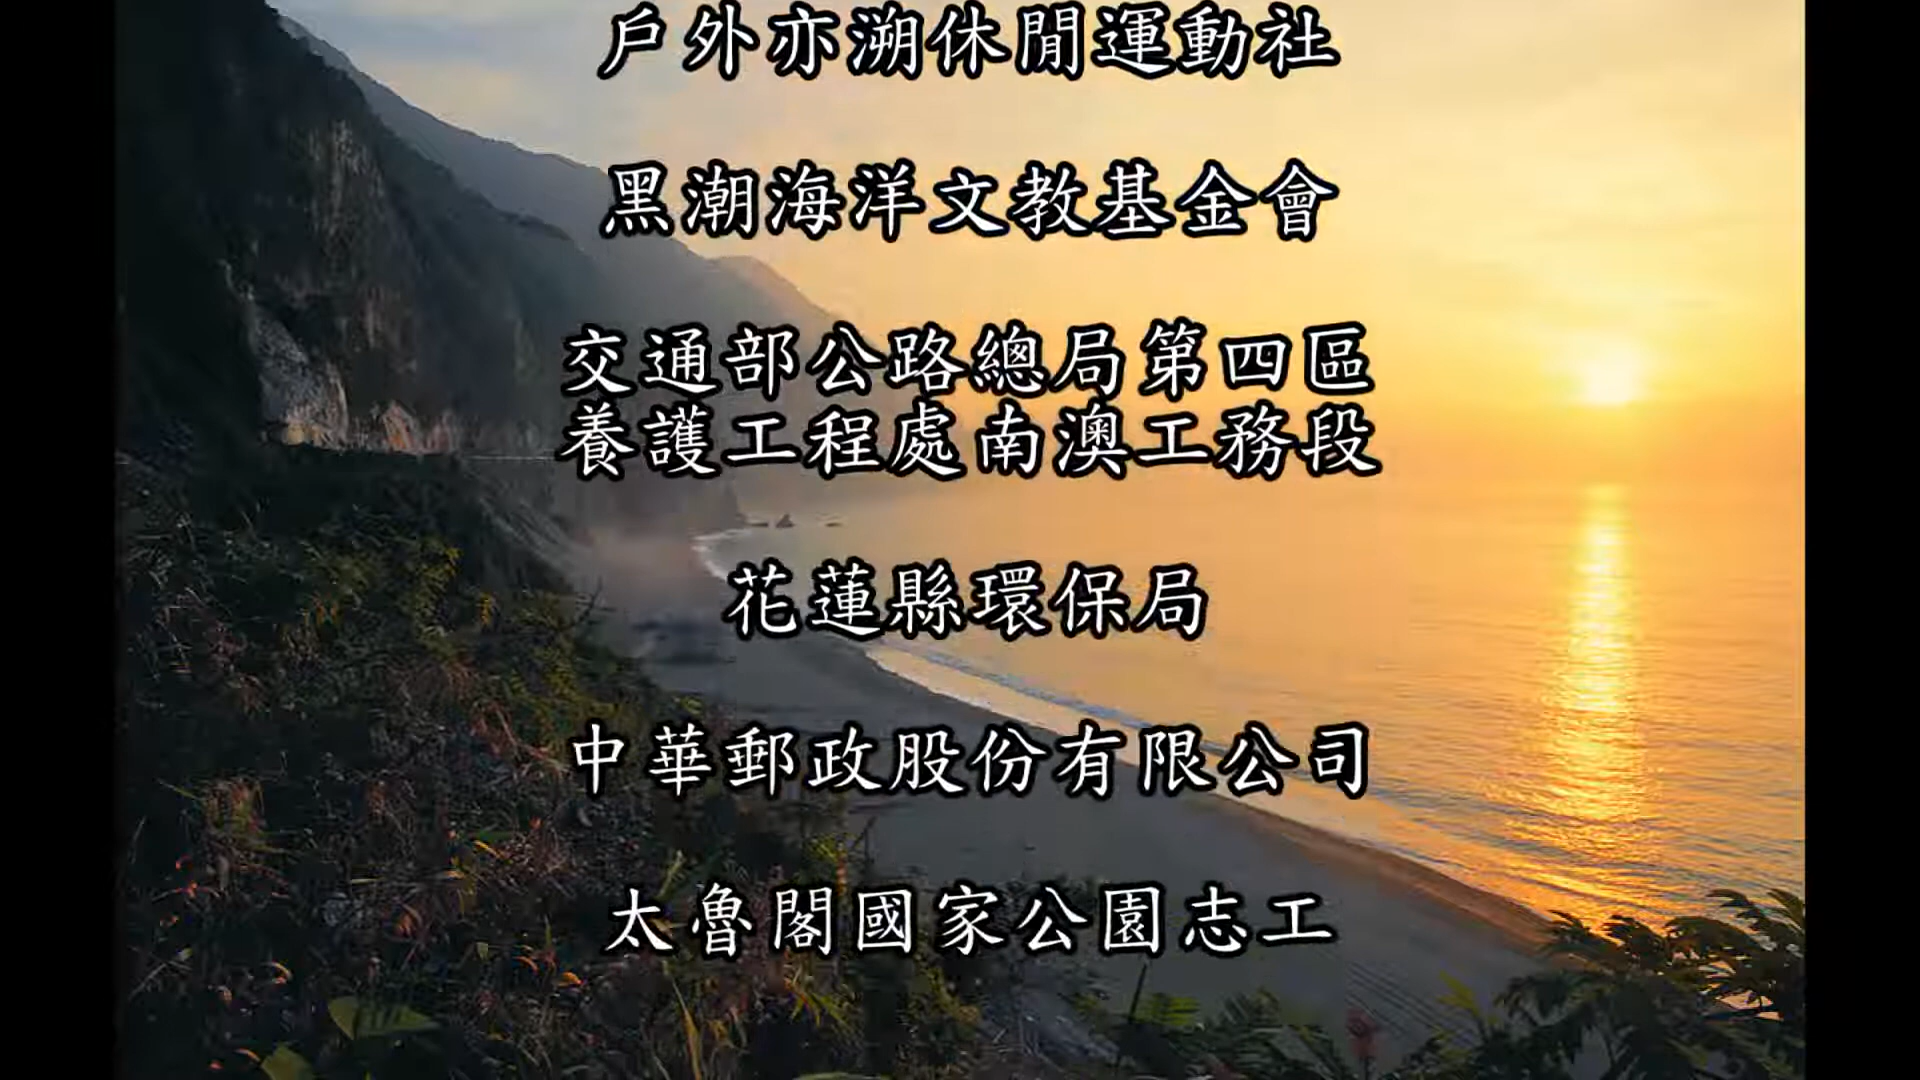 戶外亦溯休閒運動社
黑潮海洋文教基金會
交通部公路總局第四區
養護工程處南澳工務段
花蓮縣環保局
中華郵政股份有限公司
太魯閣國家公園志工